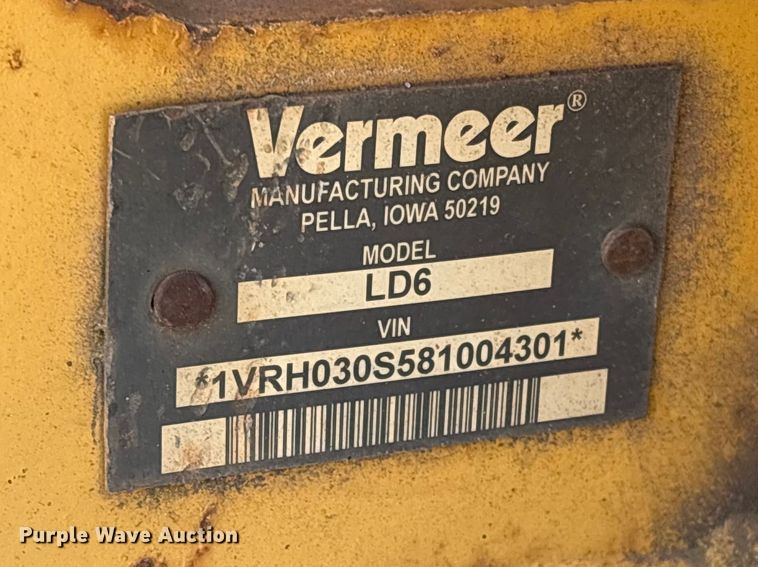 Vermeer®
MANUFACTURING COMPANY
PELLA, IOWA 50219
MODEL
LD6
VIN
*1VRH030S581004301*
Purple Wave Auction